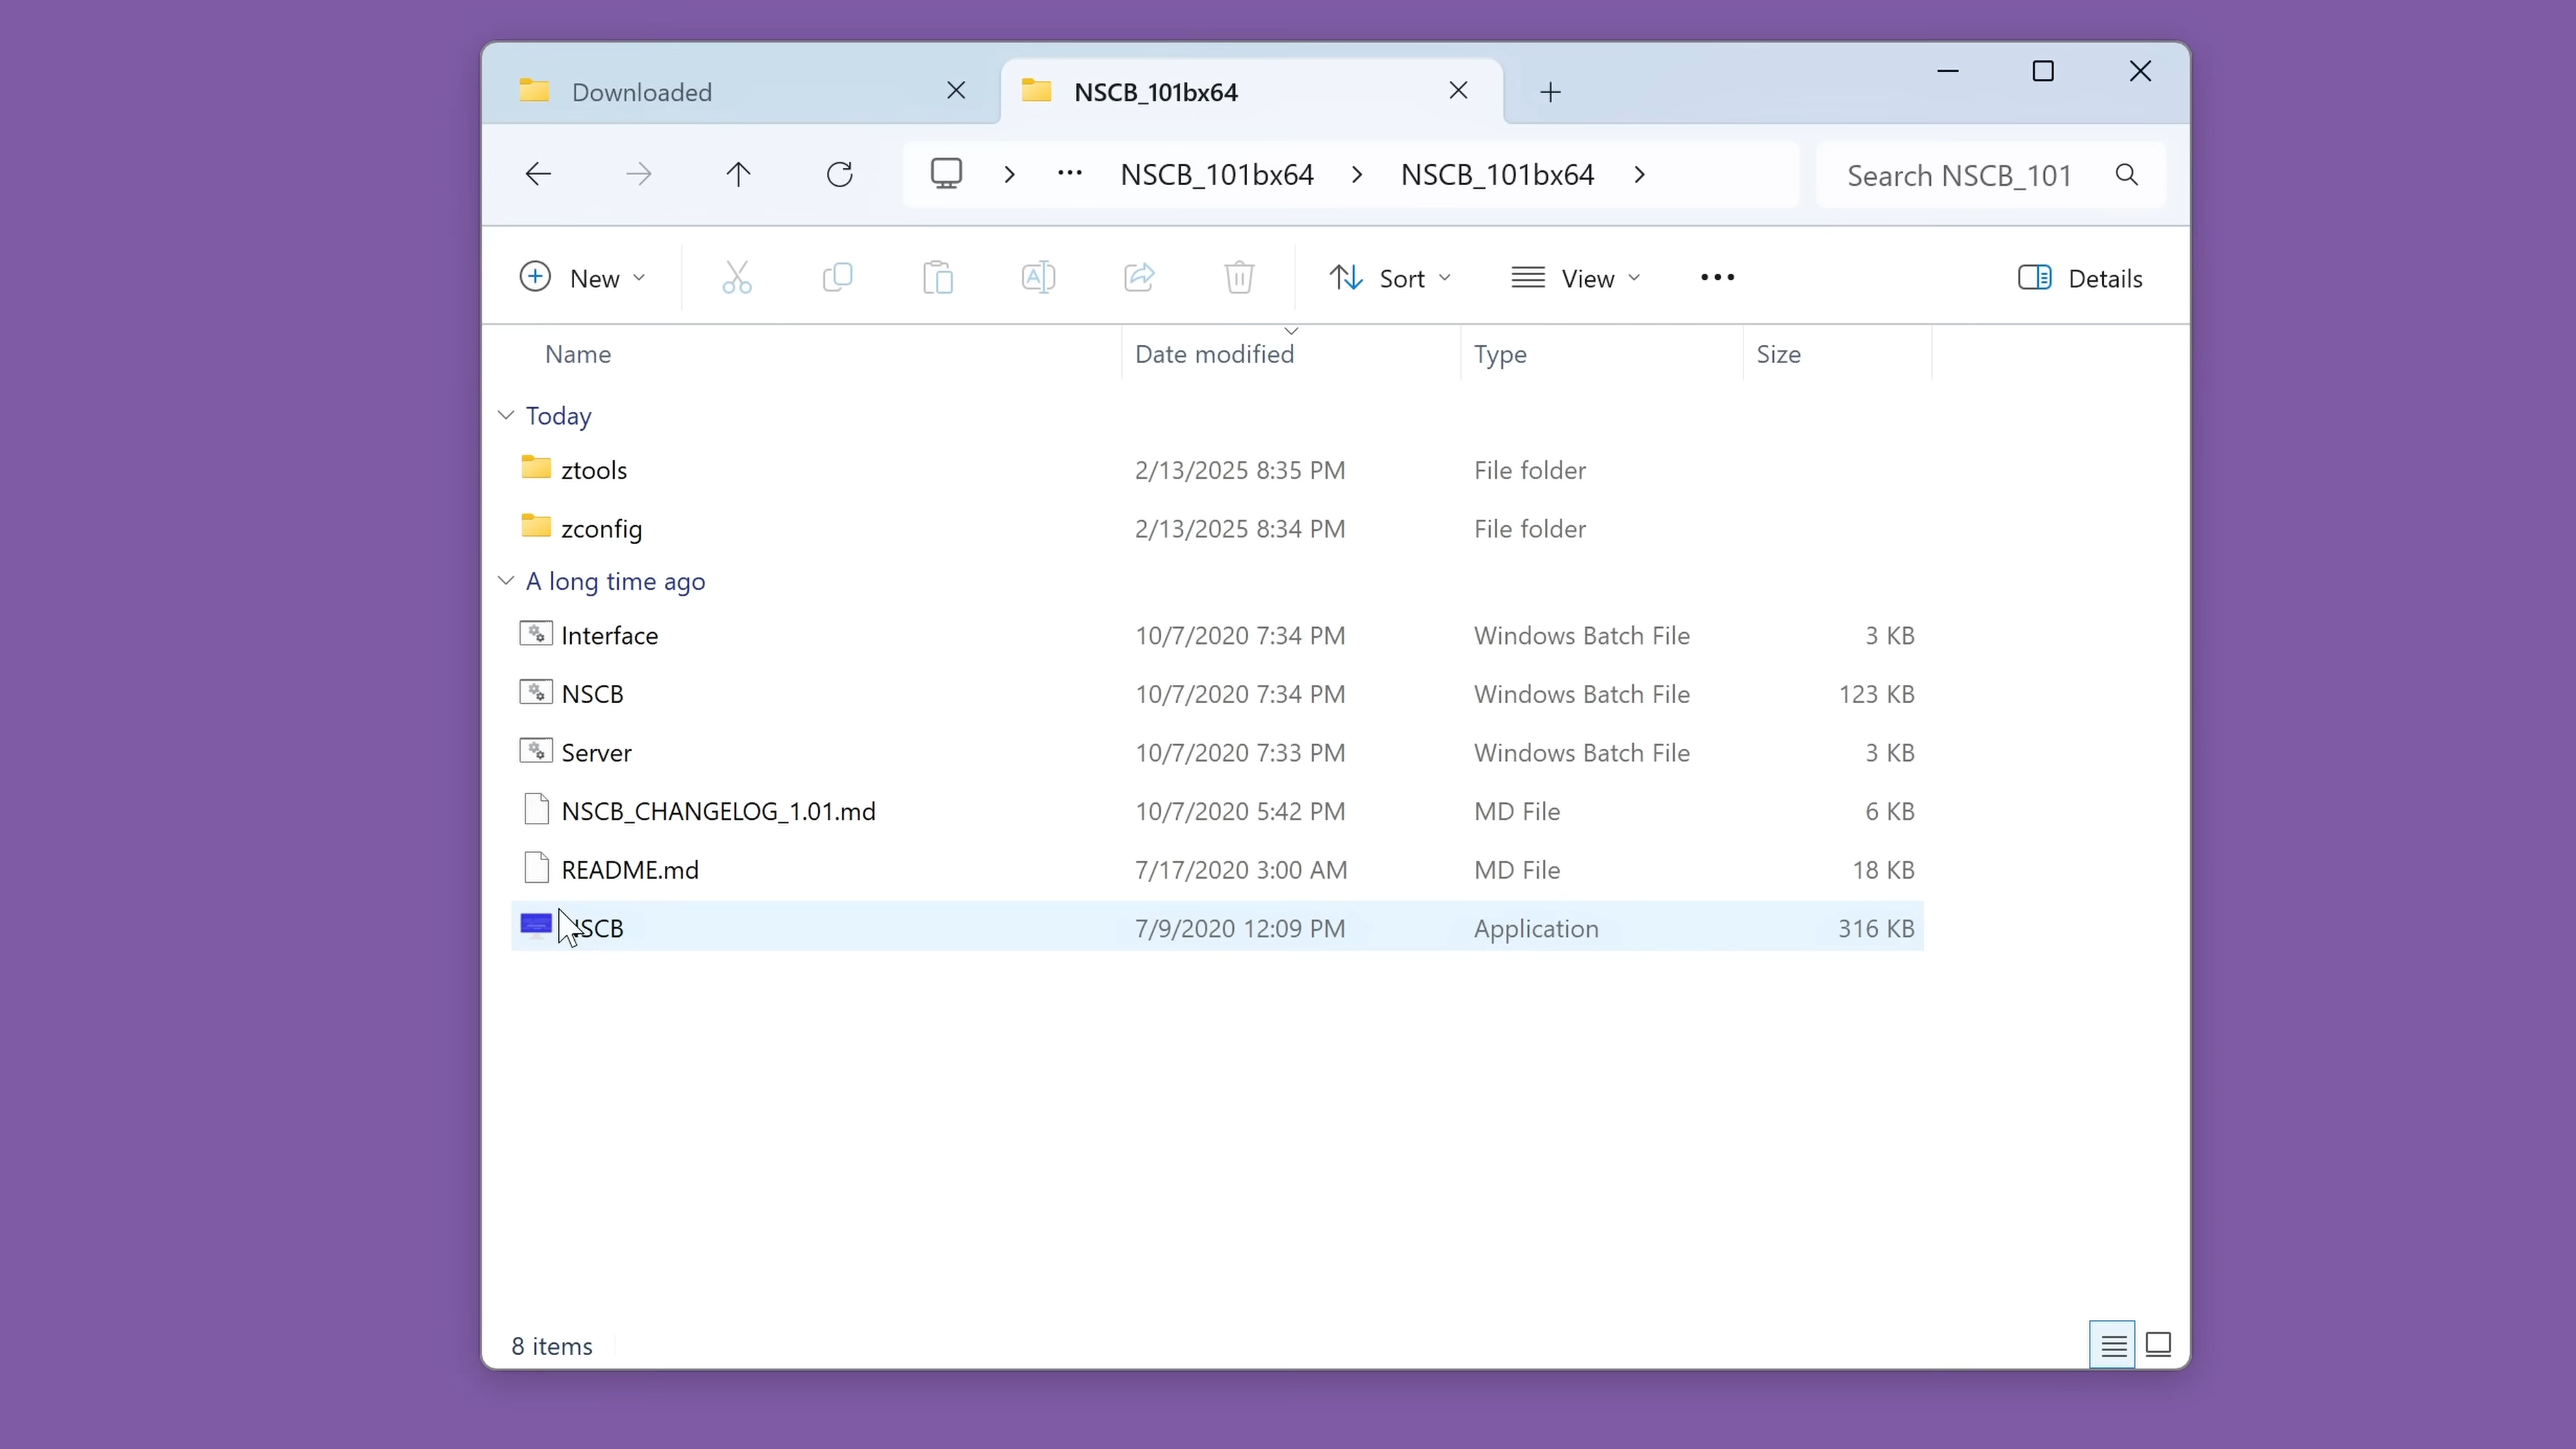 Downloaded
NSCB_101bx64
NSCB_101bx64 NSCB_101bx64
Search NSCB_101
New Sort View Details
Name Date modified Type Size
Today
ztools 2/13/2025 8:35 PM File folder
zconfig 2/13/2025 8:34 PM File folder
A long time ago
Interface 10/7/2020 7:34 PM Windows Batch File 3 KB
NSCB 10/7/2020 7:34 PM Windows Batch File 123 KB
Server 10/7/2020 7:33 PM Windows Batch File 3 KB
NSCB_CHANGELOG_1.01.md 10/7/2020 5:42 PM MD File 6 KB
README.md 7/17/2020 3:00 AM MD File 18 KB
NSCB 7/9/2020 12:09 PM Application 316 KB
8 items